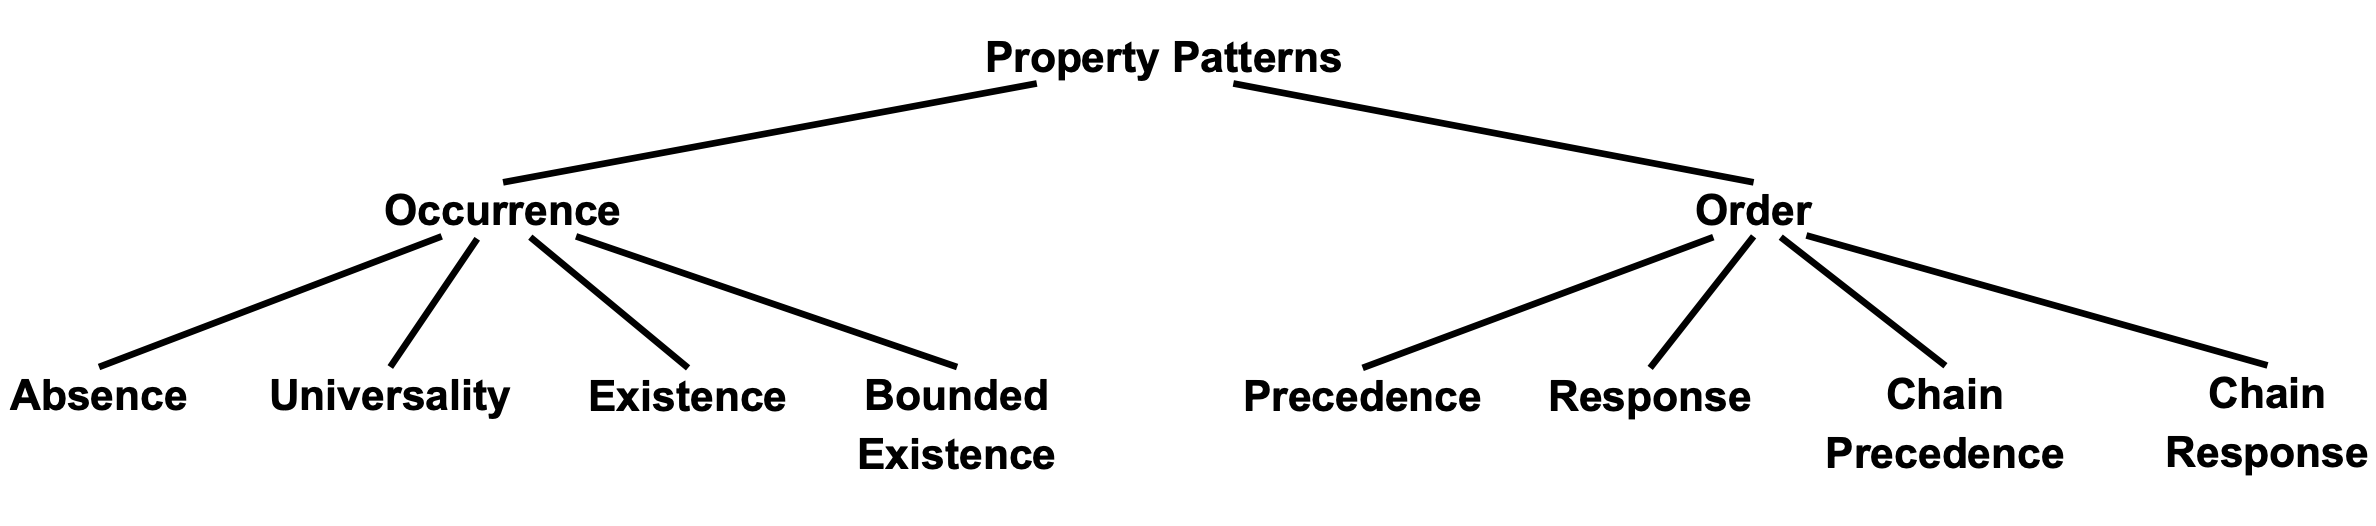 Property Patterns
Occurrence
Order
Absence
Universality
Existence
Bounded
Existence
Precedence
Response
Chain
Precedence
Chain
Response